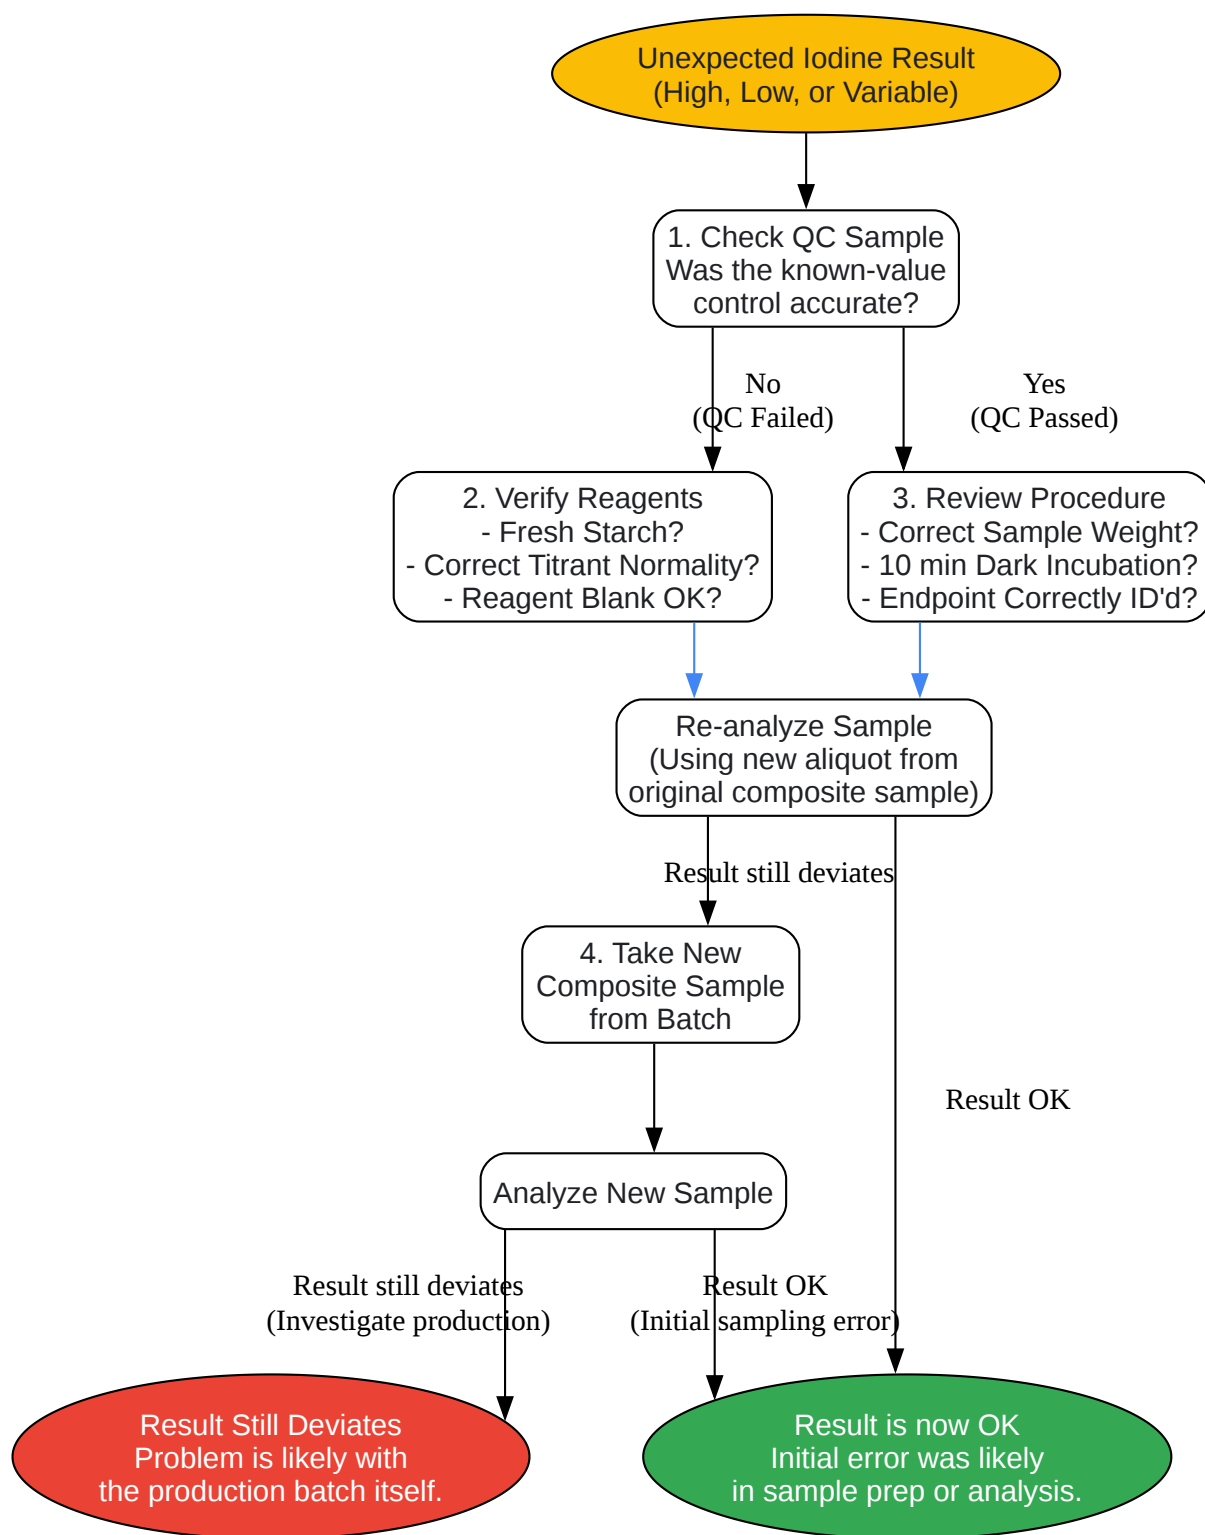 Unexpected Iodine Result
(High, Low, or Variable)
1. Check QC Sample
Was the known-value
control accurate?
No
(QC Failed)
Yes
(QC Passed)
2. Verify Reagents
- Fresh Starch?
- Correct Titrant Normality?
- Reagent Blank OK?
3. Review Procedure
- Correct Sample Weight?
- 10 min Dark Incubation?
- Endpoint Correctly ID'd?
Re-analyze Sample
(Using new aliquot from
original composite sample)
Result still deviates
4. Take New
Composite Sample
from Batch
Result OK
Analyze New Sample
Result still deviates
(Investigate production)
Result OK
(Initial sampling error)
Result Still Deviates
Problem is likely with
the production batch itself.
Result is now OK
Initial error was likely
in sample prep or analysis.